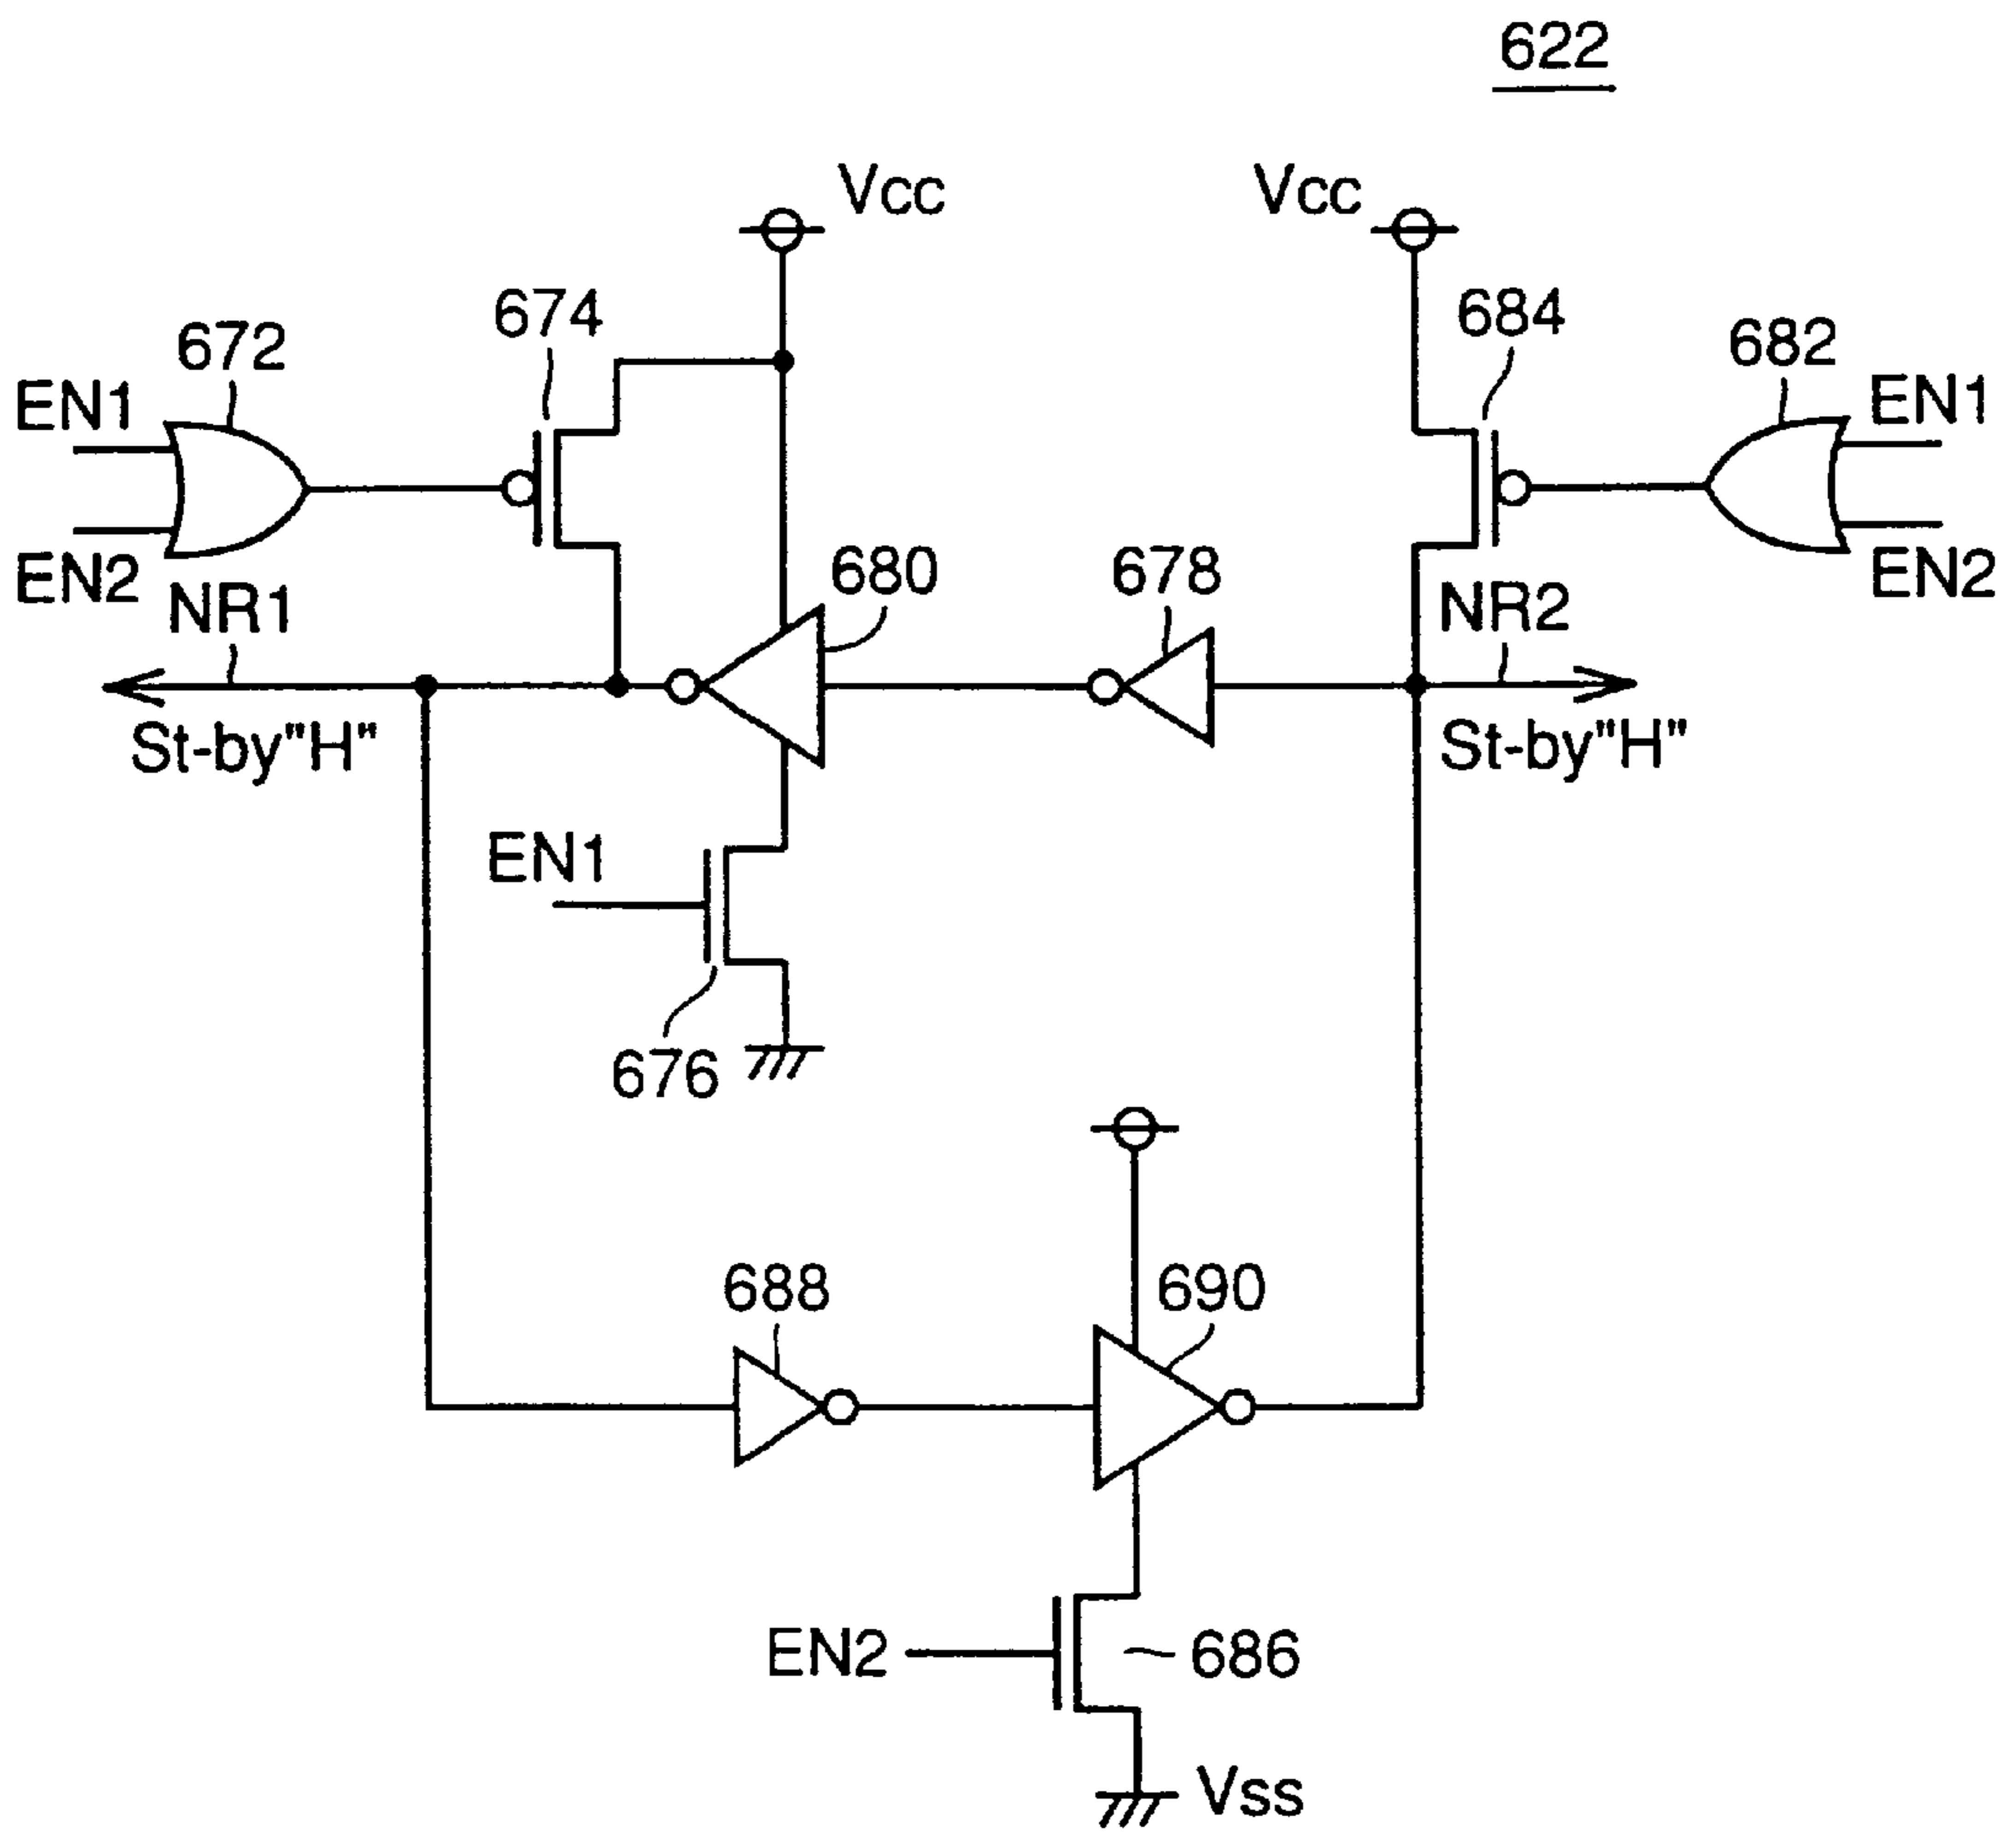 622
Vcc
Vcc
674
684
672
682
EN1
EN1
EN2
EN2
NR1
680
678
NR2
St-by"H"
St-by"H"
EN1
676
688
690
EN2
686
Vss